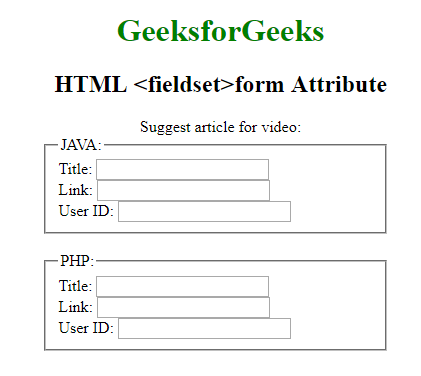 GeeksforGeeks
HTML <fieldset>form Attribute
Suggest article for video:
JAVA:
Title:
Link:
User ID:
PHP:
Title:
Link:
User ID: